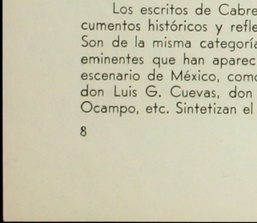 Los escritos de Cabre
cumentos históricos y refle
Son de la misma categoría
eminentes que han aparec
escenario de México, como
don Luis G. Cuevas, don
Ocampo, etc. Sintetizan el
8